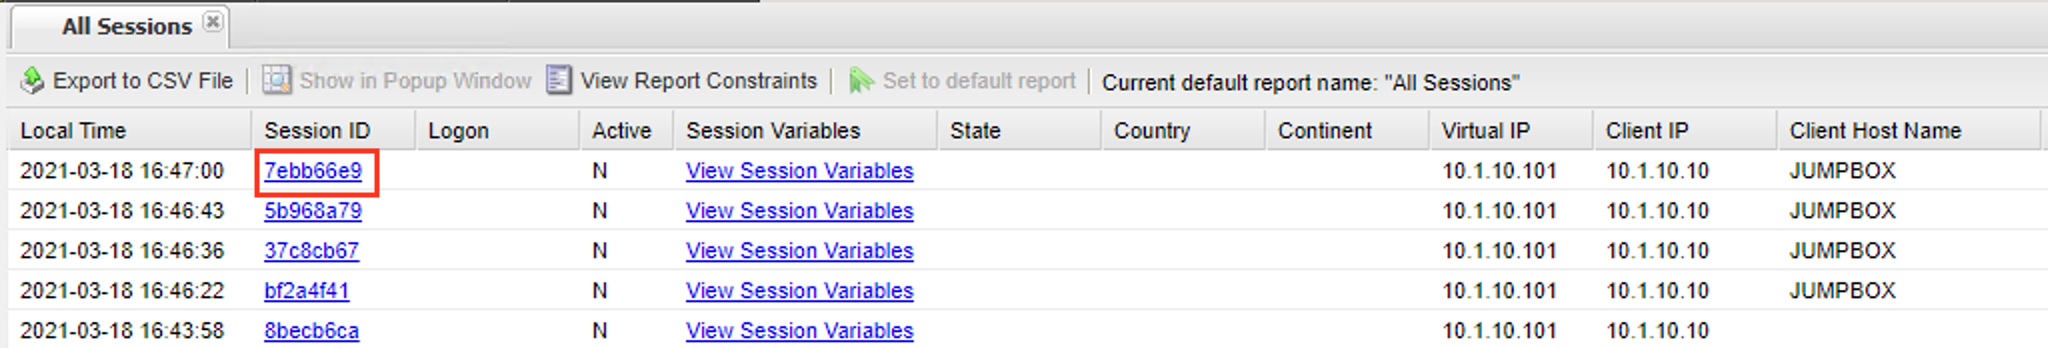 All Sessions
Export to CSV File Show in Popup Window View Report Constraints Set to default report Current default report name: "All Sessions"
Local Time Session ID Logon Active Session Variables State Country Continent Virtual IP Client IP Client Host Name
2021-03-18 16:47:00 7ebb66e9 N View Session Variables 10.1.10.101 10.1.10.10 JUMPBOX
2021-03-18 16:46:43 5b968a79 N View Session Variables 10.1.10.101 10.1.10.10 JUMPBOX
2021-03-18 16:46:36 37c8cb67 N View Session Variables 10.1.10.101 10.1.10.10 JUMPBOX
2021-03-18 16:46:22 bf2a4f41 N View Session Variables 10.1.10.101 10.1.10.10 JUMPBOX
2021-03-18 16:43:58 8becb6ca N View Session Variables 10.1.10.101 10.1.10.10